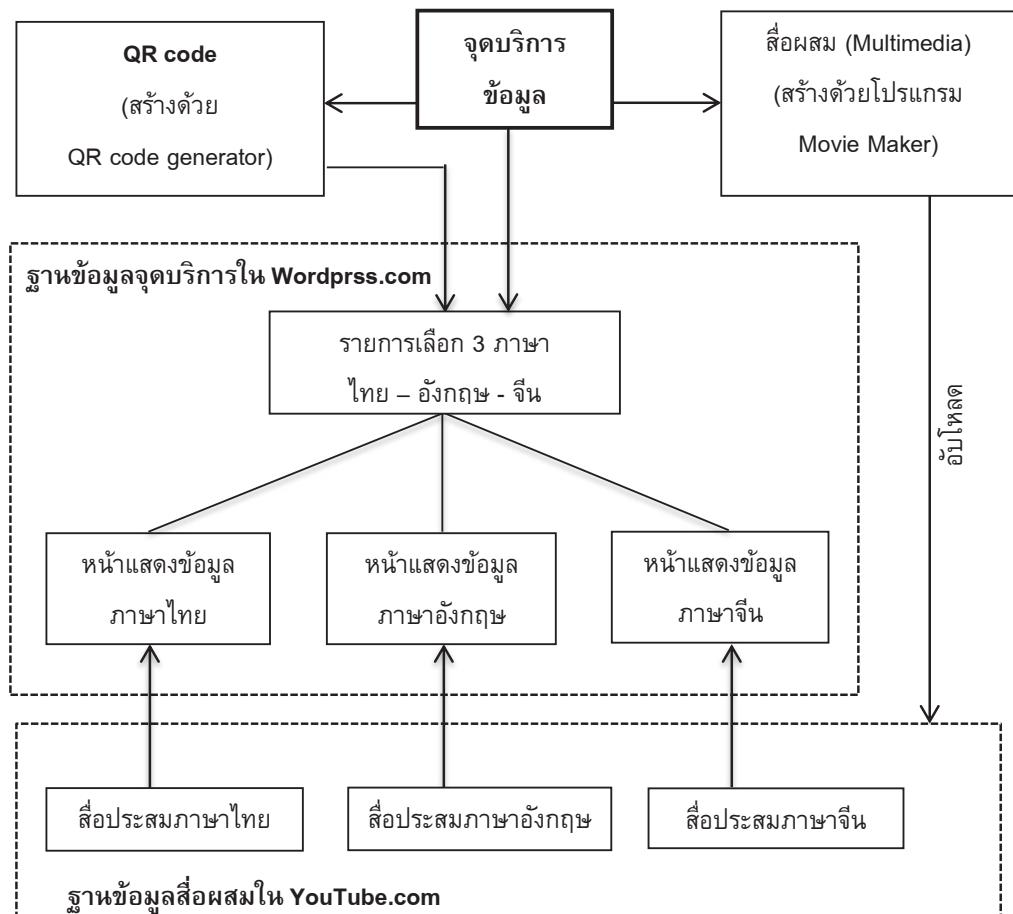 QR code
(สร้างด้วย
QR code generator)
จุดบริการ
ข้อมูล
สื่อผสม (Multimedia)
(สร้างด้วยโปรแกรม
Movie Maker)
ฐานข้อมูลจุดบริการใน Wordprss.com
รายการเลือก 3 ภาษา
ไทย – อังกฤษ - จีน
อัปโหลด
หน้าแสดงข้อมูล
ภาษาไทย
หน้าแสดงข้อมูล
ภาษาอังกฤษ
หน้าแสดงข้อมูล
ภาษาจีน
สื่อประสมภาษาไทย
สื่อประสมภาษาอังกฤษ
สื่อประสมภาษาจีน
ฐานข้อมูลสื่อผสมใน YouTube.com